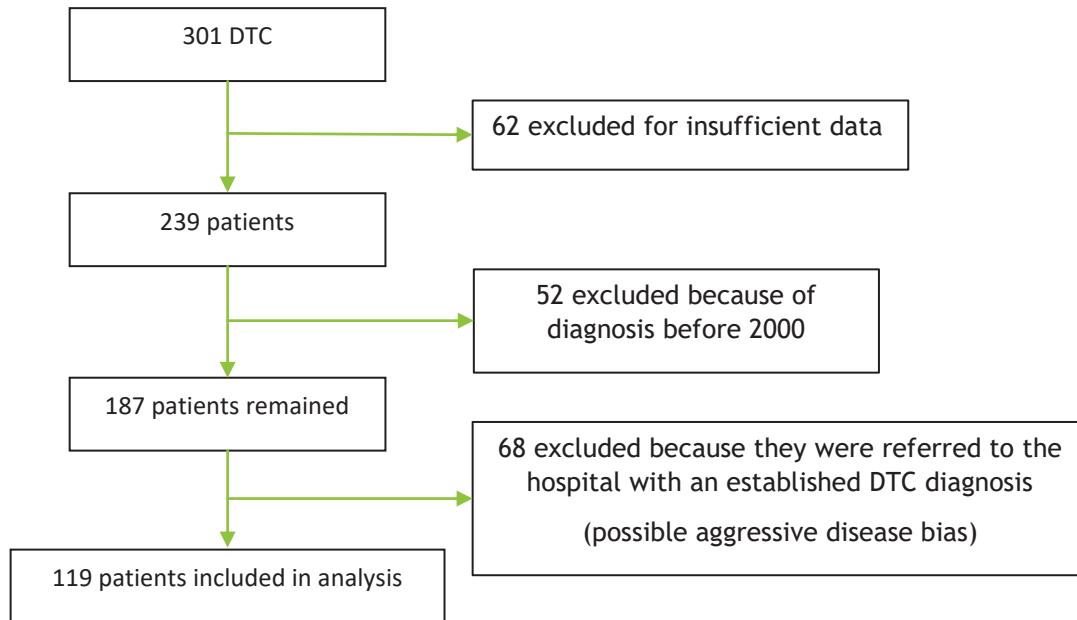 301 DTC
62 excluded for insufficient data
239 patients
52 excluded because of
diagnosis before 2000
187 patients remained
68 excluded because they were referred to the
hospital with an established DTC diagnosis
(possible aggressive disease bias)
119 patients included in analysis